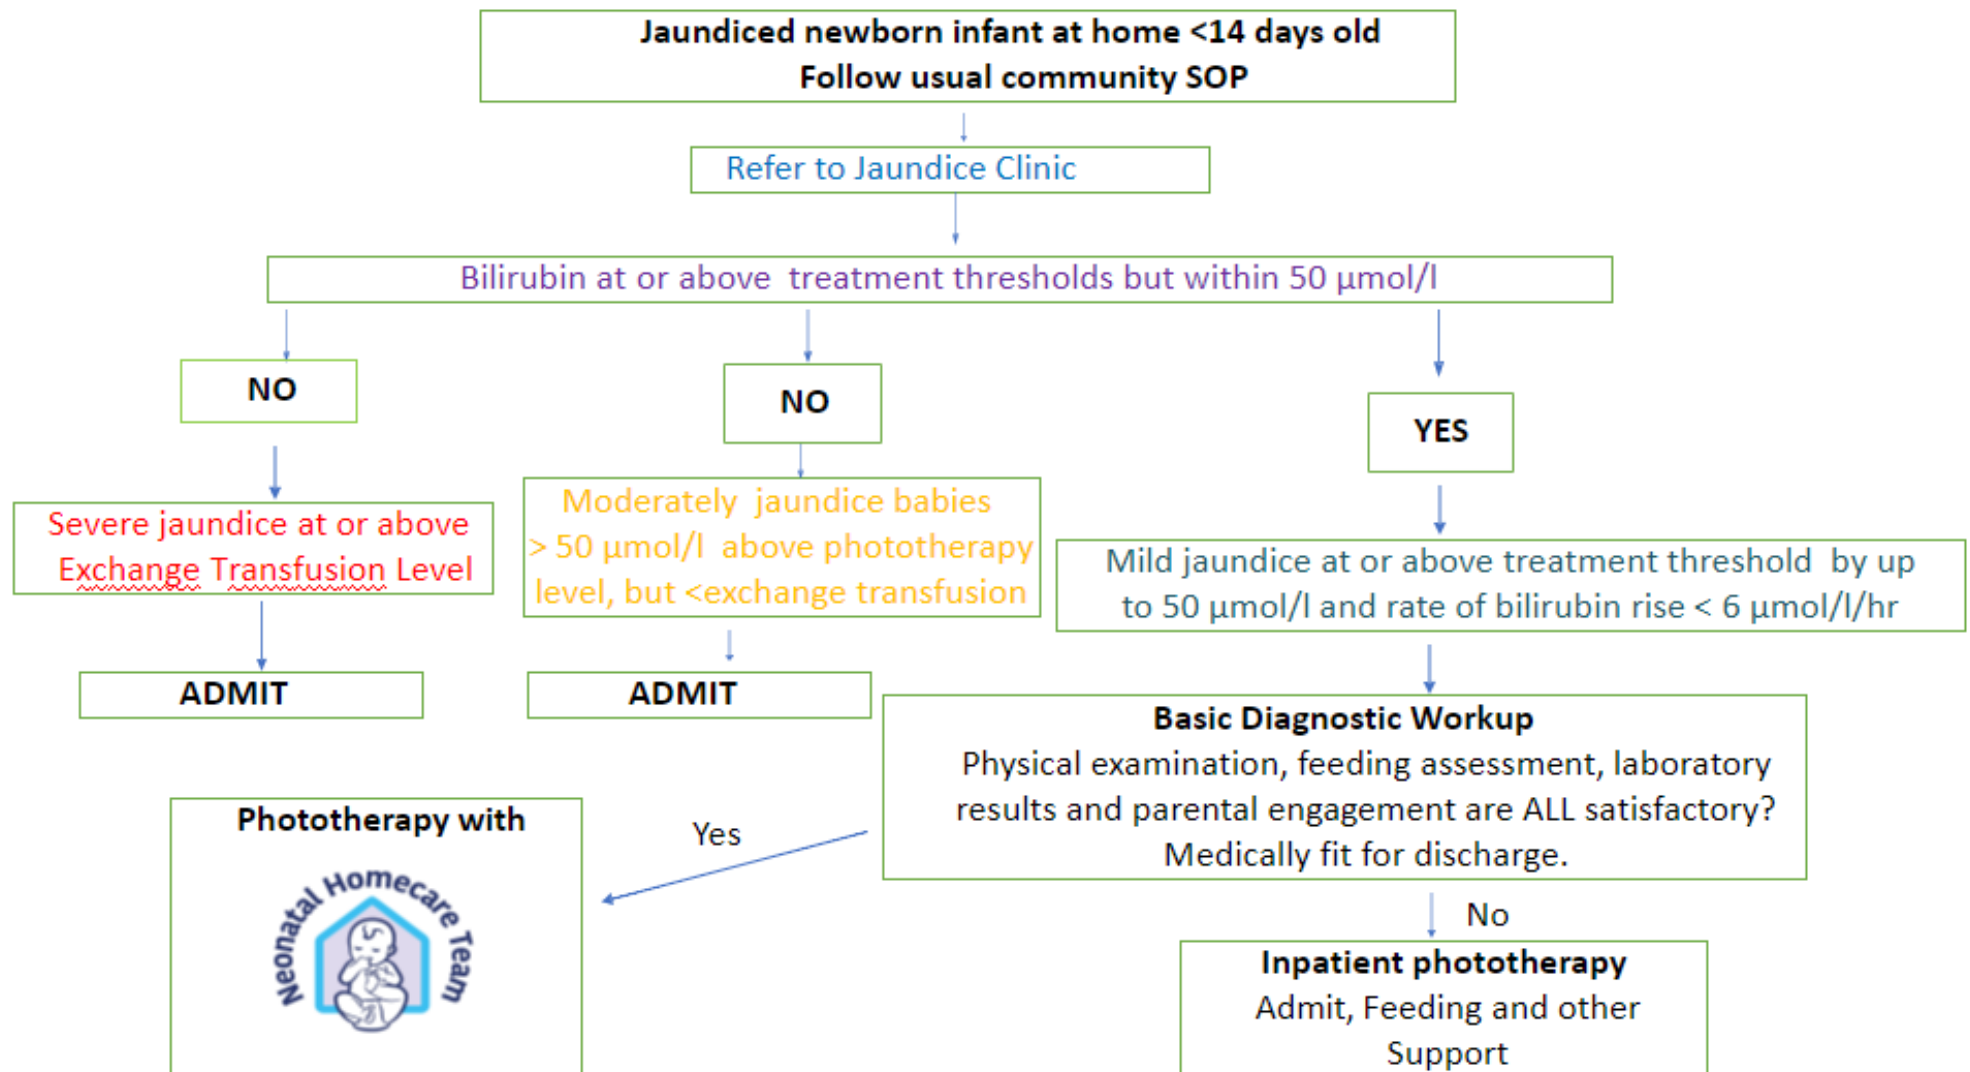 Jaundiced newborn infant at home <14 days old
Follow usual community SOP
Refer to Jaundice Clinic
Bilirubin at or above treatment thresholds but within 50 µmol/l
NO
NO
YES
Severe jaundice at or above
Exchange Transfusion Level
Moderately jaundice babies
> 50 µmol/l above phototherapy
level, but <exchange transfusion
Mild jaundice at or above treatment threshold by up
to 50 µmol/l and rate of bilirubin rise < 6 µmol/l/hr
ADMIT
ADMIT
Basic Diagnostic Workup
Physical examination, feeding assessment, laboratory
results and parental engagement are ALL satisfactory?
Medically fit for discharge.
Yes
Phototherapy with
Neonatal Homecare Team
No
Inpatient phototherapy
Admit, Feeding and other
Support